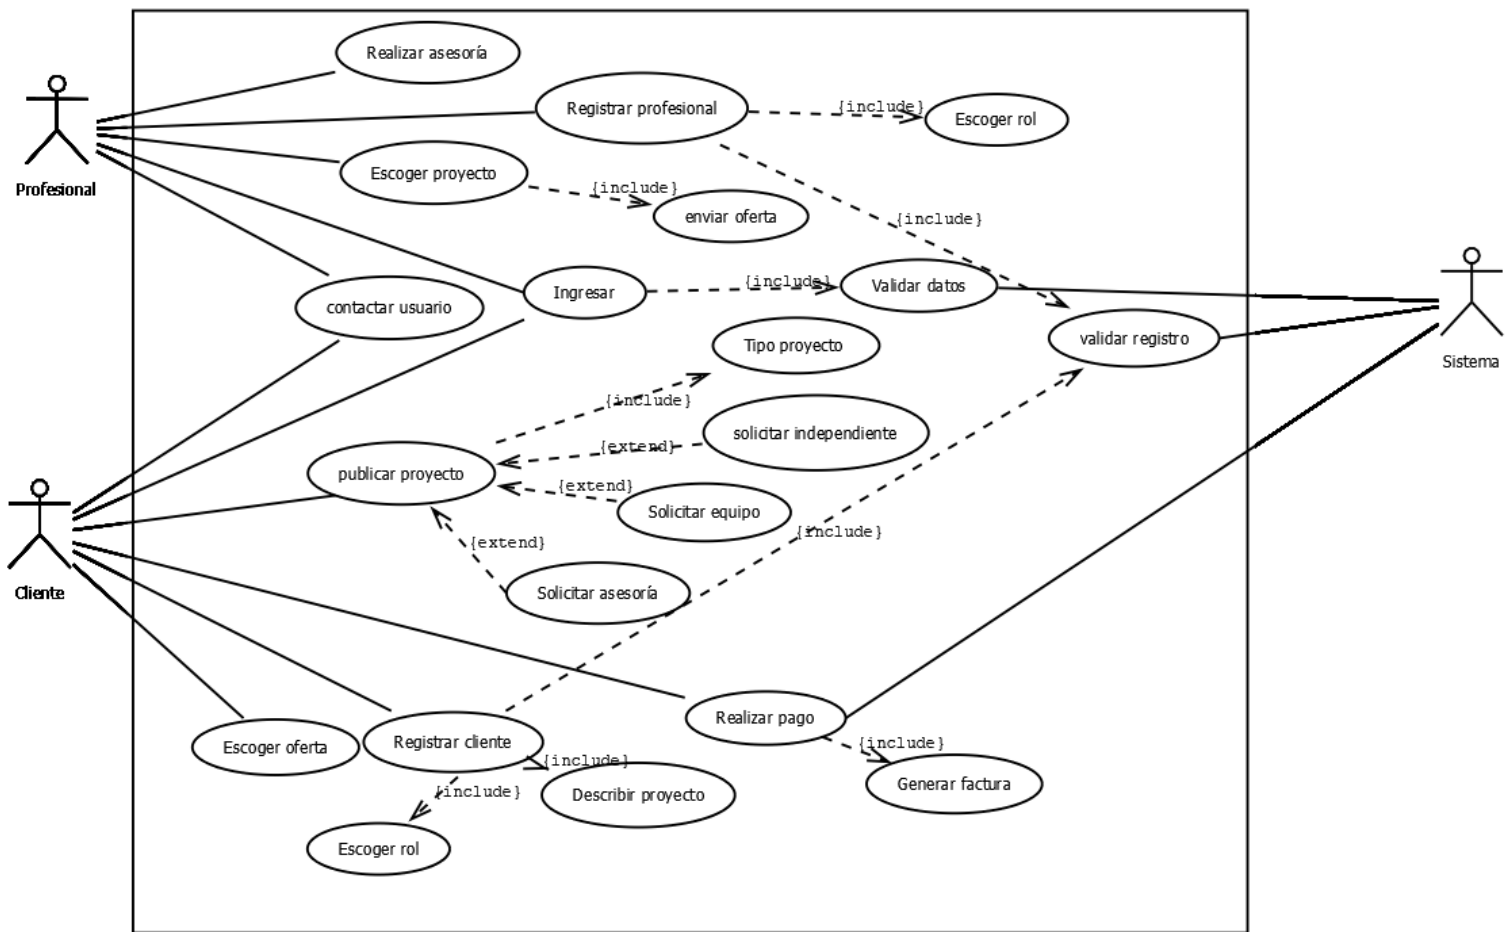 Realizar asesoría
Registrar profesional
{include}
Escoger rol
Profesional
Escoger proyecto
{include}
enviar oferta
{include}
contactar usuario
Ingresar
{include}
Validar datos
validar registro
Sistema
Tipo proyecto
{include}
solicitar independiente
{extend}
publicar proyecto
{extend}
Solicitar equipo
{extend}
{include}
Solicitar asesoría
Cliente
Realizar pago
Escoger oferta
Registrar cliente
{include}
{include}
Generar factura
{include}
Describir proyecto
Escoger rol